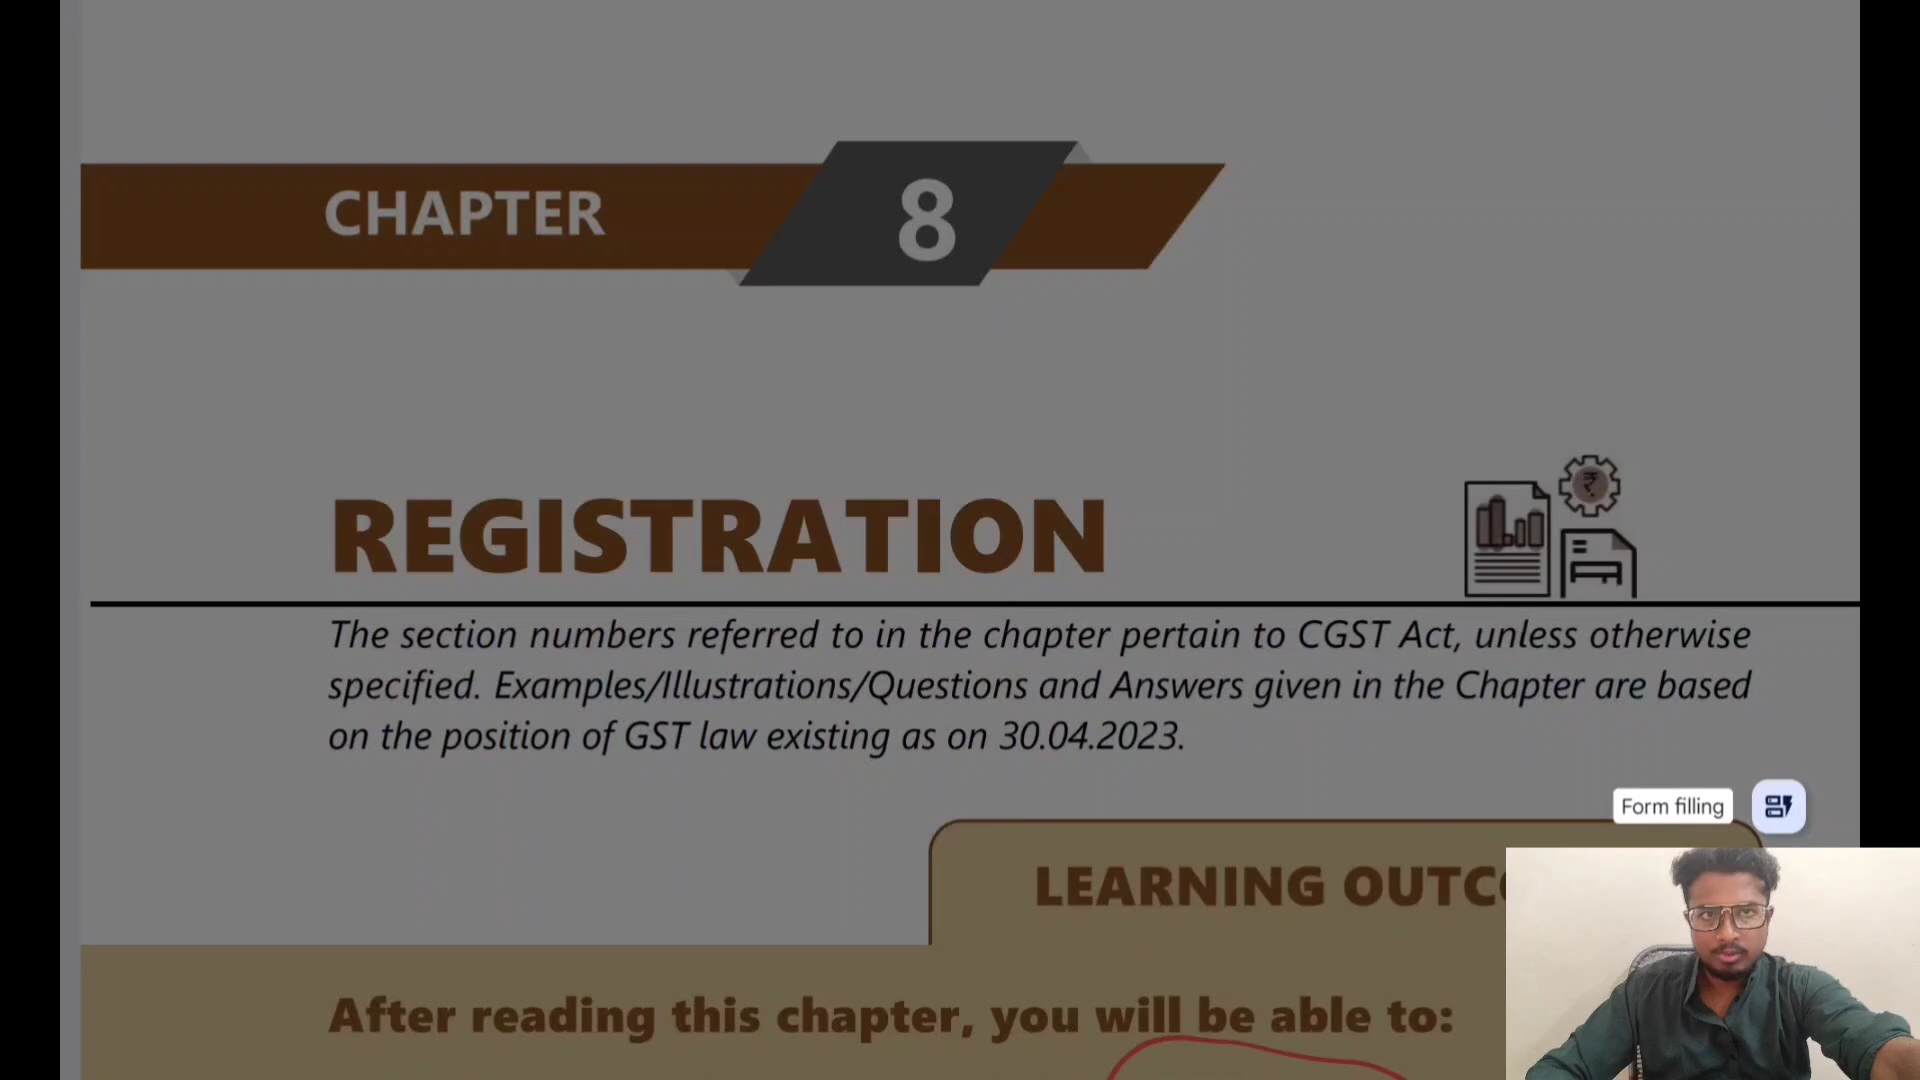 CHAPTER 8
REGISTRATION
₹
The section numbers referred to in the chapter pertain to CGST Act, unless otherwise
specified. Examples/Illustrations/Questions and Answers given in the Chapter are based
on the position of GST law existing as on 30.04.2023.
Form filling
LEARNING OUTCO
After reading this chapter, you will be able to: